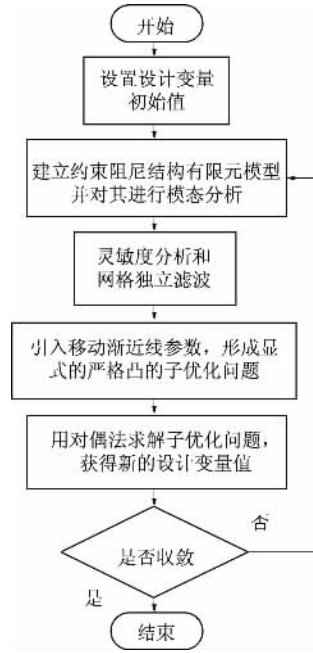 开始
设置设计变量
初始值
建立约束阻尼结构有限元模型
并对其进行模态分析
灵敏度分析和
网格独立滤波
引入移动渐近线参数，形成显
式的严格凸的子优化问题
用对偶法求解子优化问题，
获得新的设计变量值
否
是否收敛
是
结束